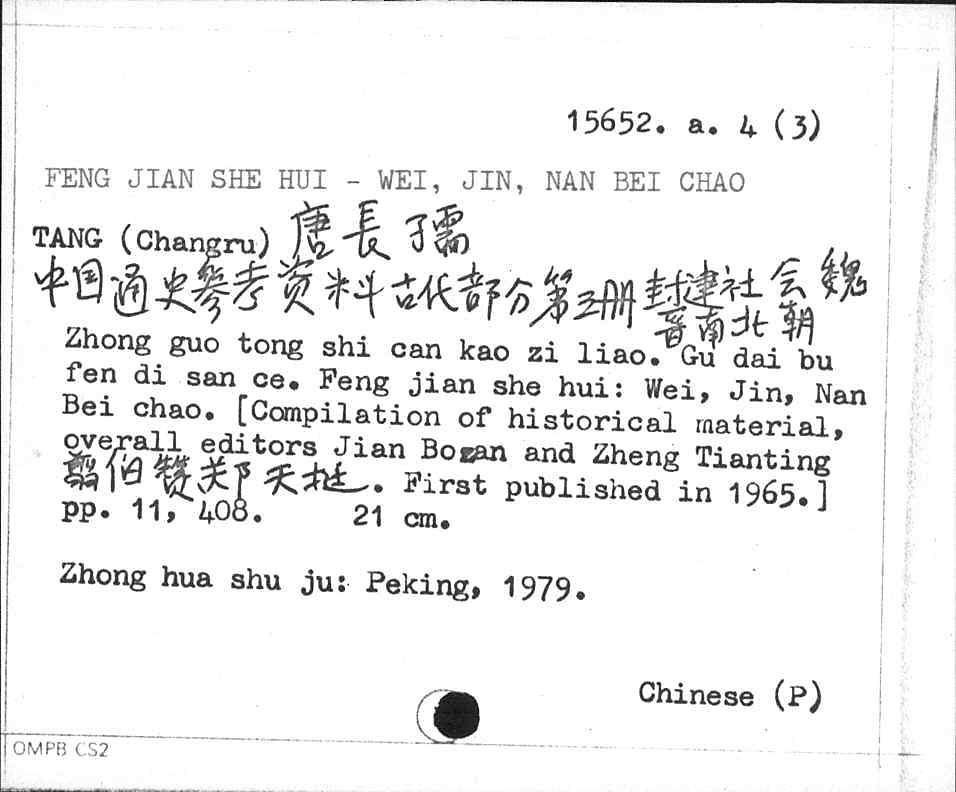 15652. a. 4 (3)
FENG JIAN SHE HUI - WEI, JIN, NAN BEI CHAO
TANG (Changru) 唐長孺
中国通史參考资料古代部分第三册封建社会魏
晋南北朝
Zhong guo tong shi can kao zi liao. Gu dai bu
fen di san ce. Feng jian she hui: Wei, Jin, Nan
Bei chao. [Compilation of historical material,
overall editors Jian Bozan and Zheng Tianting
翦伯赞郑天挺. First published in 1965.]
pp. 11, 408. 21 cm.
Zhong hua shu ju: Peking, 1979.
Chinese (P)
OMPB CS2